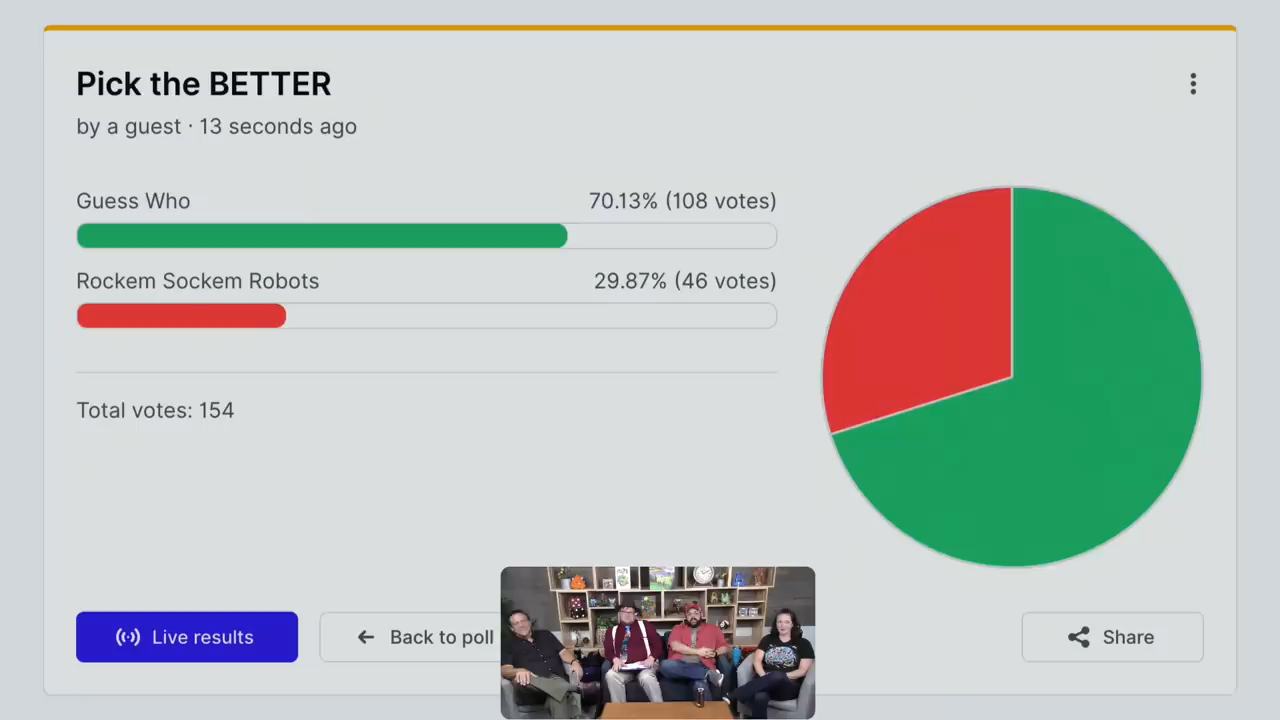 Pick the BETTER
by a guest · 13 seconds ago
Guess Who 70.13% (108 votes)
Rockem Sockem Robots 29.87% (46 votes)
Total votes: 154
Live results
Back to poll
Share